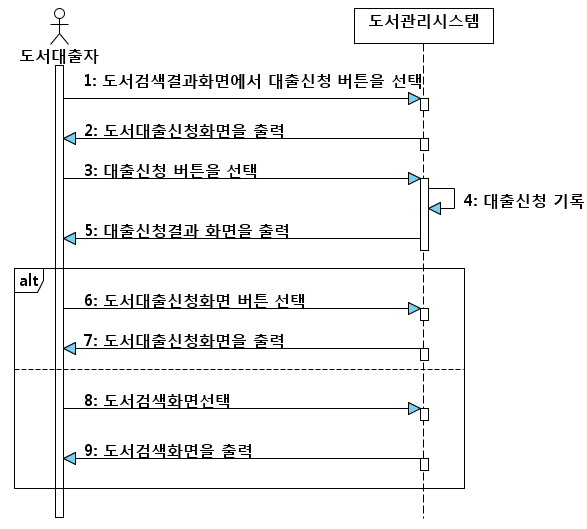 도서대출자
도서관리시스템
1: 도서검색결과화면에서 대출신청 버튼을 선택
2: 도서대출신청화면을 출력
3: 대출신청 버튼을 선택
4: 대출신청 기록
5: 대출신청결과 화면을 출력
alt
6: 도서대출신청화면 버튼 선택
7: 도서대출신청화면을 출력
8: 도서검색화면선택
9: 도서검색화면을 출력